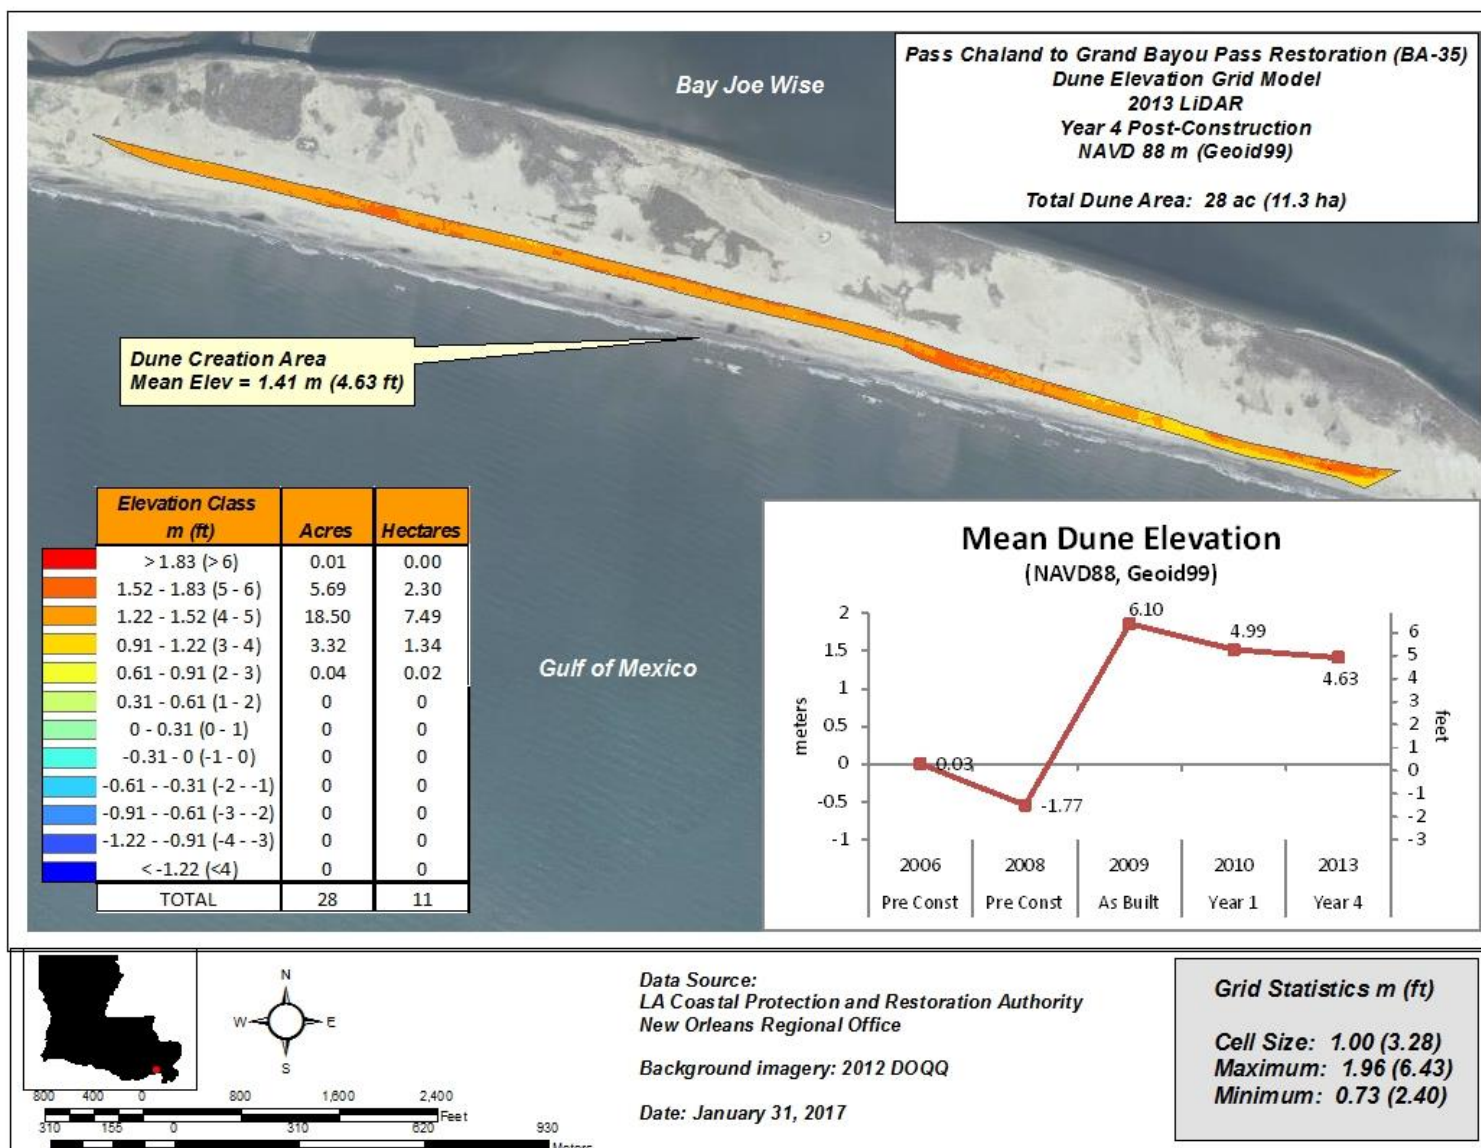 Bay Joe Wise
Pass Chaland to Grand Bayou Pass Restoration (BA-35)
Dune Elevation Grid Model
2013 LiDAR
Year 4 Post-Construction
NAVD 88 m (Geoid99)
Total Dune Area: 28 ac (11.3 ha)
Dune Creation Area
Mean Elev = 1.41 m (4.63 ft)
Gulf of Mexico
Elevation Class
m (ft) Acres Hectares
> 1.83 (> 6) 0.01 0.00
1.52 - 1.83 (5 - 6) 5.69 2.30
1.22 - 1.52 (4 - 5) 18.50 7.49
0.91 - 1.22 (3 - 4) 3.32 1.34
0.61 - 0.91 (2 - 3) 0.04 0.02
0.31 - 0.61 (1 - 2) 0 0
0 - 0.31 (0 - 1) 0 0
-0.31 - 0 (-1 - 0) 0 0
-0.61 - -0.31 (-2 - -1) 0 0
-0.91 - -0.61 (-3 - -2) 0 0
-1.22 - -0.91 (-4 - -3) 0 0
< -1.22 (<4) 0 0
TOTAL 28 11
Mean Dune Elevation
(NAVD88, Geoid99)
meters
2
1.5
1
0.5
0
-0.5
-1
0.03
-1.77
6.10
4.99
4.63
6
5
4
3
2
1
0
-1
-2
-3
feet
2006 2008 2009 2010 2013
Pre Const Pre Const As Built Year 1 Year 4
N
W E
S
800 400 0 800 1,600 2,400
Feet
310 155 0 310 620 930
Meters
Data Source:
LA Coastal Protection and Restoration Authority
New Orleans Regional Office
Background imagery: 2012 DOQQ
Date: January 31, 2017
Grid Statistics m (ft)
Cell Size: 1.00 (3.28)
Maximum: 1.96 (6.43)
Minimum: 0.73 (2.40)